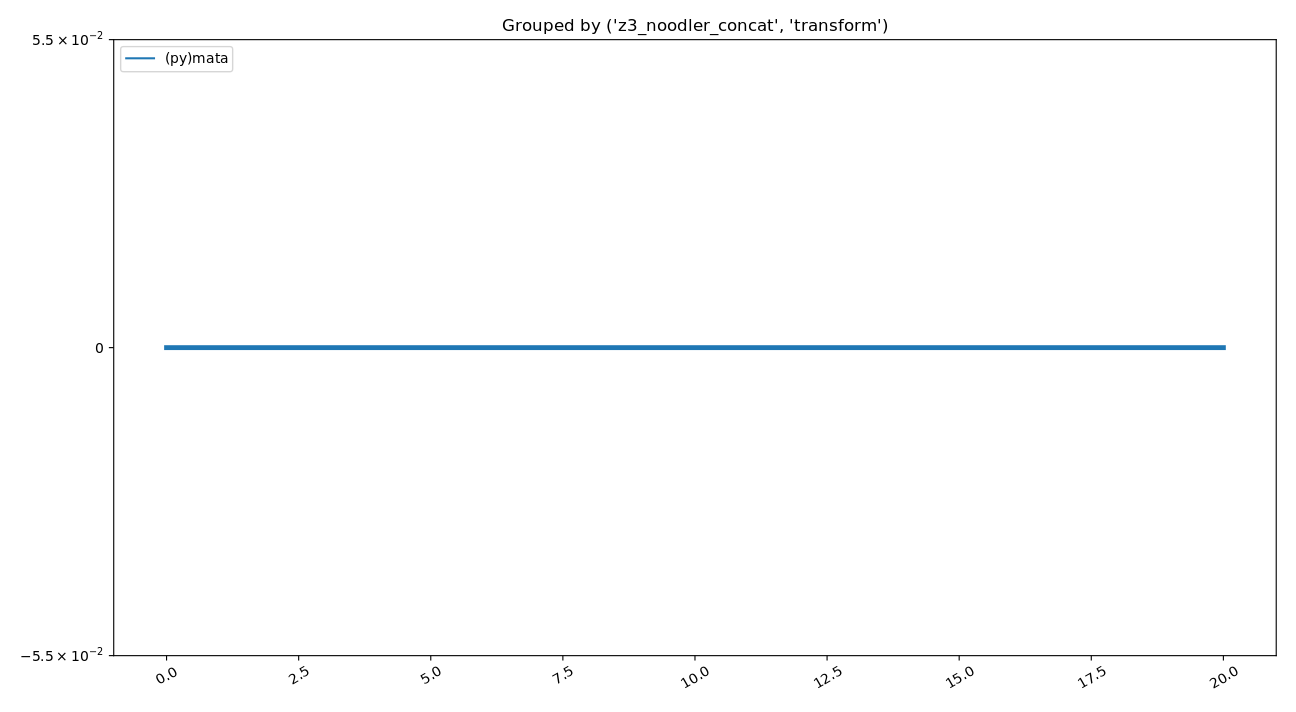 Grouped by ('z3_noodler_concat', 'transform')
5.5 × 10⁻²
(py)mata
0
−5.5 × 10⁻²
0.0 2.5 5.0 7.5 10.0 12.5 15.0 17.5 20.0